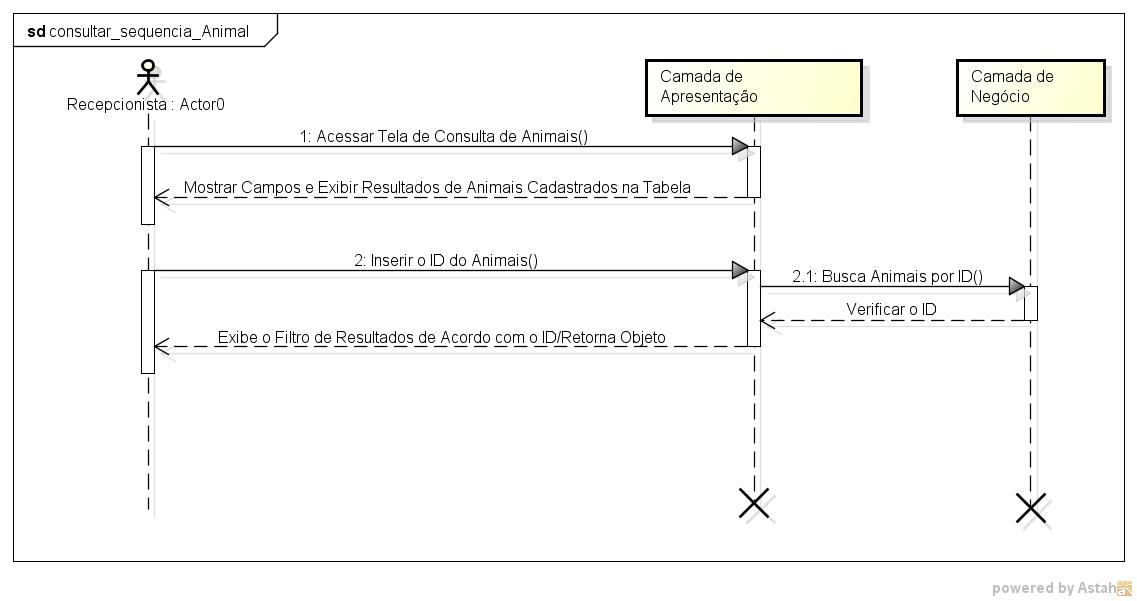 sd consultar_sequencia_Animal
Recepcionista : Actor0
Camada de
Apresentação
Camada de
Negócio
1: Acessar Tela de Consulta de Animais()
Mostrar Campos e Exibir Resultados de Animais Cadastrados na Tabela
2: Inserir o ID do Animais()
2.1: Busca Animais por ID()
Verificar o ID
Exibe o Filtro de Resultados de Acordo com o ID/Retorna Objeto
powered by Astah